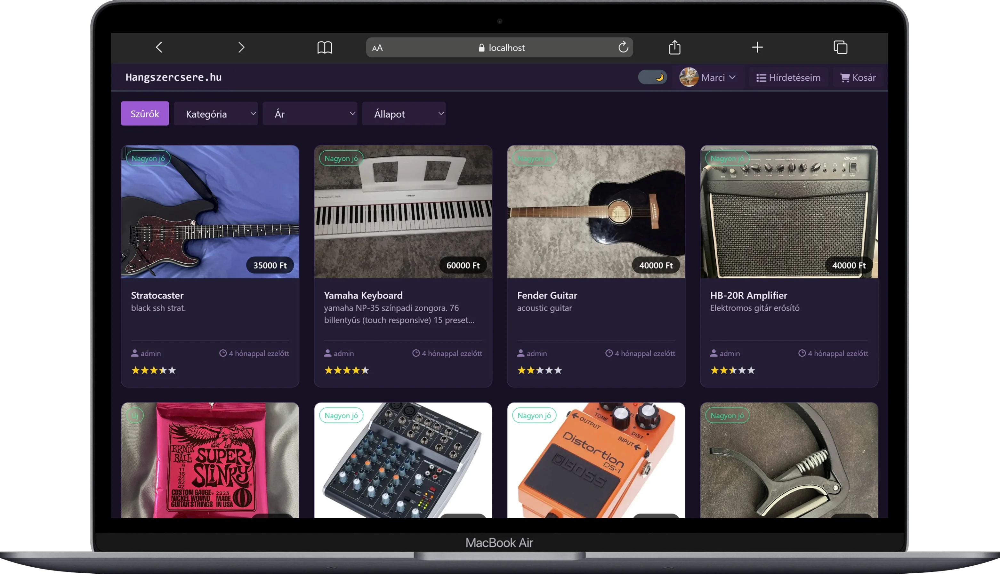 AA localhost
Hangszercsere.hu
Marci
Hírdetéseim
Kosár
Szűrők
Kategória
Ár
Állapot
Nagyon jó
35000 Ft
Stratocaster
black ssh strat.
admin
4 hónappal ezelőtt
Nagyon jó
YAMAHA
60000 Ft
Yamaha Keyboard
yamaha NP-35 színpadi zongora. 76
billentyűs (touch responsive) 15 preset...
admin
4 hónappal ezelőtt
Nagyon jó
40000 Ft
Fender Guitar
acoustic guitar
admin
4 hónappal ezelőtt
Nagyon jó
HB-20R
40000 Ft
HB-20R Amplifier
Elektromos gitár erősítő
admin
4 hónappal ezelőtt
Új
ERNIE
BALL
SUPER
SLINKY
9
11
16
24
32
42
CUSTOM GAUGE® 2223
NICKEL WOUND MADE
GUITAR STRINGS IN USA
Nagyon jó
behringer
Nagyon jó
TONE
DIST
OUTPUT
INPUT
Distortion
DS-1
BOSS
Nagyon jó
MacBook Air